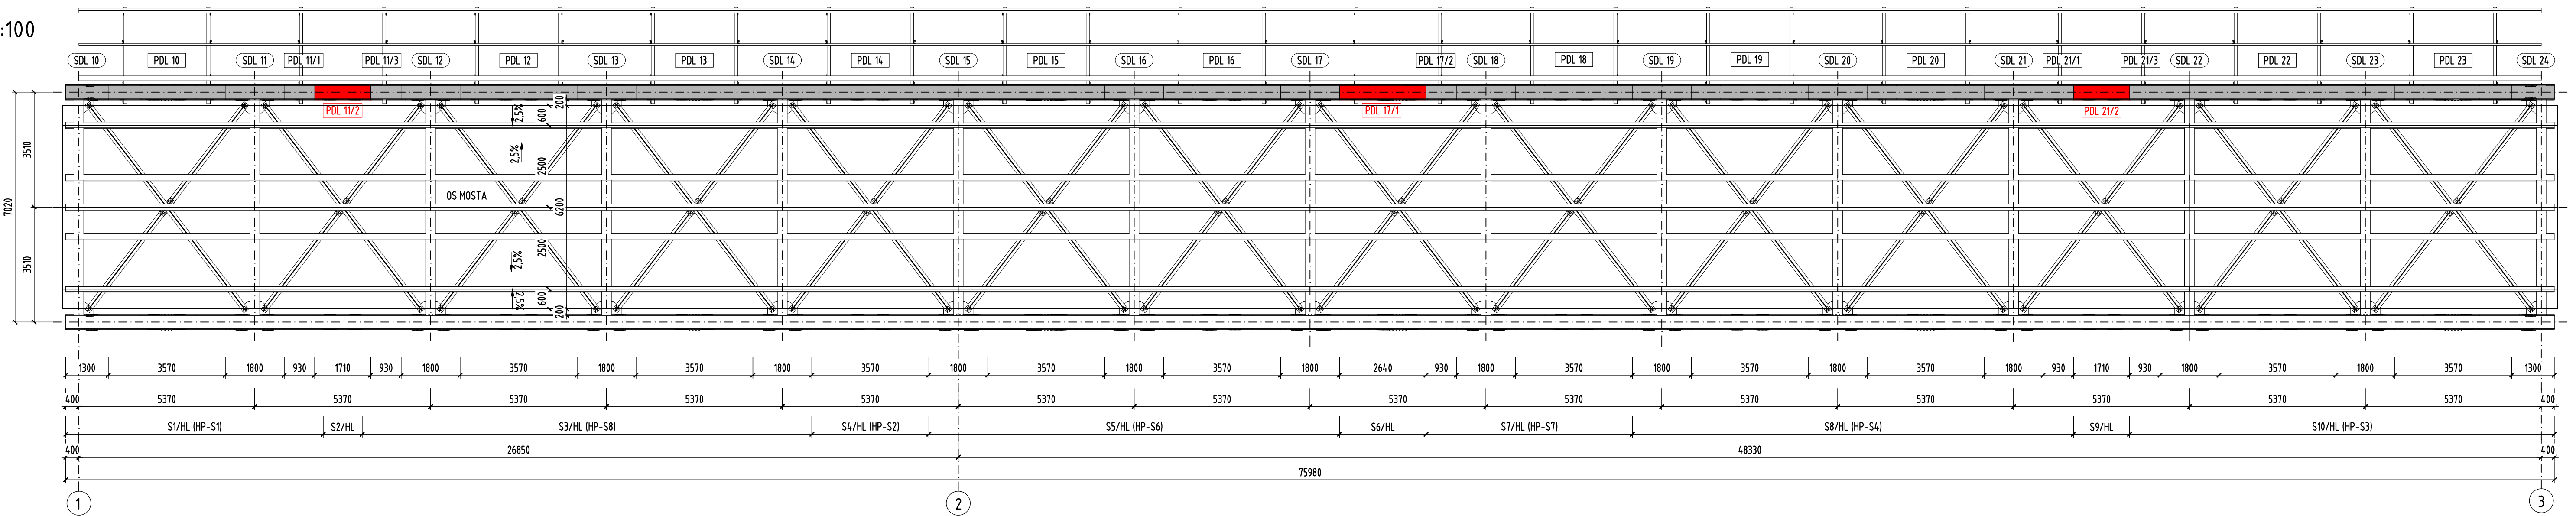 :100
SDL 10 PDL 10 SDL 11 PDL 11/1 PDL 11/3 SDL 12 PDL 12 SDL 13 PDL 13 SDL 14 PDL 14 SDL 15 PDL 15 SDL 16 PDL 16 SDL 17 PDL 17/2 SDL 18 PDL 18 SDL 19 PDL 19 SDL 20 PDL 20 SDL 21 PDL 21/1 PDL 21/3 SDL 22 PDL 22 SDL 23 PDL 23 SDL 24
PDL 11/2 PDL 17/1 PDL 21/2
200
2,5% 600
3510 2,5% 2500
7020 OS MOSTA 6200
3510 2,5% 2500
2,5% 600
200
1300 3570 1800 930 1710 930 1800 3570 1800 3570 1800 3570 1800 3570 1800 3570 1800 2640 930 1800 3570 1800 3570 1800 3570 1800 930 1710 930 1800 3570 1800 3570 1300
400 5370 5370 5370 5370 5370 5370 5370 5370 5370 5370 5370 5370 5370 5370 400
S1/HL (HP-S1) S2/HL S3/HL (HP-S8) S4/HL (HP-S2) S5/HL (HP-S6) S6/HL S7/HL (HP-S7) S8/HL (HP-S4) S9/HL S10/HL (HP-S3)
400 26850 48330 400
75980
1 2 3